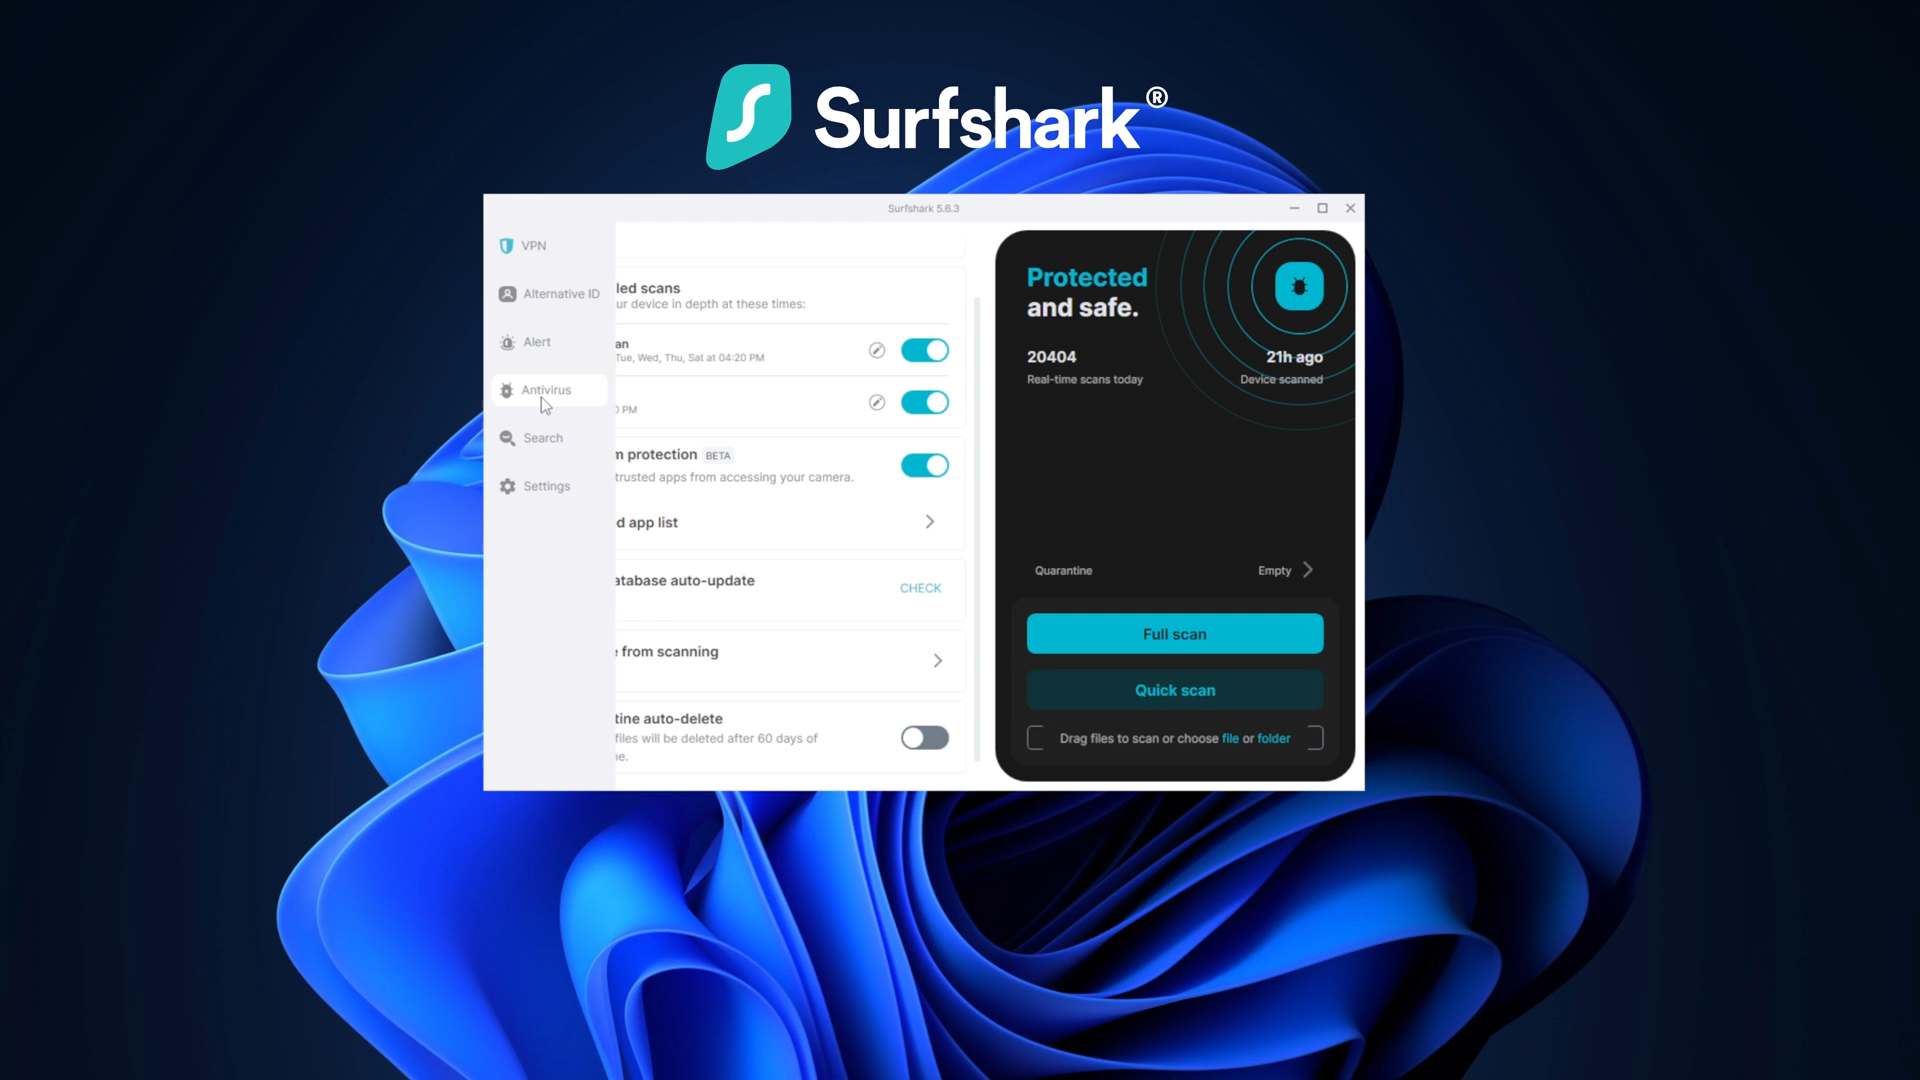 Surfshark®
Surfshark 5.6.3
VPN
Alternative ID
Alert
Antivirus
Search
Settings
led scans
ur device in depth at these times:
an
Tue, Wed, Thu, Sat at 04:20 PM
0 PM
m protection BETA
trusted apps from accessing your camera.
d app list
atabase auto-update
CHECK
e from scanning
tine auto-delete
files will be deleted after 60 days of
ne.
Protected
and safe.
20404
Real-time scans today
21h ago
Device scanned
Quarantine
Empty
Full scan
Quick scan
Drag files to scan or choose file or folder